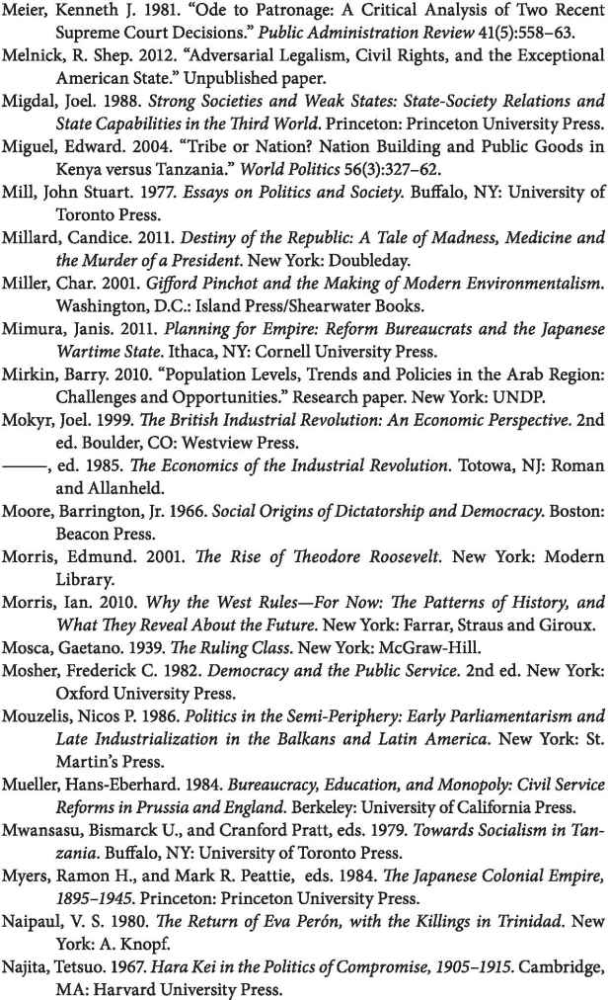 Meier, Kenneth J. 1981. “Ode to Patronage: A Critical Analysis of Two Recent
Supreme Court Decisions.” Public Administration Review 41(5):558–63.
Melnick, R. Shep. 2012. “Adversarial Legalism, Civil Rights, and the Exceptional
American State.” Unpublished paper.
Migdal, Joel. 1988. Strong Societies and Weak States: State-Society Relations and
State Capabilities in the Third World. Princeton: Princeton University Press.
Miguel, Edward. 2004. “Tribe or Nation? Nation Building and Public Goods in
Kenya versus Tanzania.” World Politics 56(3):327–62.
Mill, John Stuart. 1977. Essays on Politics and Society. Buffalo, NY: University of
Toronto Press.
Millard, Candice. 2011. Destiny of the Republic: A Tale of Madness, Medicine and
the Murder of a President. New York: Doubleday.
Miller, Char. 2001. Gifford Pinchot and the Making of Modern Environmentalism.
Washington, D.C.: Island Press/Shearwater Books.
Mimura, Janis. 2011. Planning for Empire: Reform Bureaucrats and the Japanese
Wartime State. Ithaca, NY: Cornell University Press.
Mirkin, Barry. 2010. “Population Levels, Trends and Policies in the Arab Region:
Challenges and Opportunities.” Research paper. New York: UNDP.
Mokyr, Joel. 1999. The British Industrial Revolution: An Economic Perspective. 2nd
ed. Boulder, CO: Westview Press.
———, ed. 1985. The Economics of the Industrial Revolution. Totowa, NJ: Roman
and Allanheld.
Moore, Barrington, Jr. 1966. Social Origins of Dictatorship and Democracy. Boston:
Beacon Press.
Morris, Edmund. 2001. The Rise of Theodore Roosevelt. New York: Modern
Library.
Morris, Ian. 2010. Why the West Rules—For Now: The Patterns of History, and
What They Reveal About the Future. New York: Farrar, Straus and Giroux.
Mosca, Gaetano. 1939. The Ruling Class. New York: McGraw-Hill.
Mosher, Frederick C. 1982. Democracy and the Public Service. 2nd ed. New York:
Oxford University Press.
Mouzelis, Nicos P. 1986. Politics in the Semi-Periphery: Early Parliamentarism and
Late Industrialization in the Balkans and Latin America. New York: St.
Martin’s Press.
Mueller, Hans-Eberhard. 1984. Bureaucracy, Education, and Monopoly: Civil Service
Reforms in Prussia and England. Berkeley: University of California Press.
Mwansasu, Bismarck U., and Cranford Pratt, eds. 1979. Towards Socialism in Tan-
zania. Buffalo, NY: University of Toronto Press.
Myers, Ramon H., and Mark R. Peattie, eds. 1984. The Japanese Colonial Empire,
1895–1945. Princeton: Princeton University Press.
Naipaul, V. S. 1980. The Return of Eva Perón, with the Killings in Trinidad. New
York: A. Knopf.
Najita, Tetsuo. 1967. Hara Kei in the Politics of Compromise, 1905–1915. Cambridge,
MA: Harvard University Press.